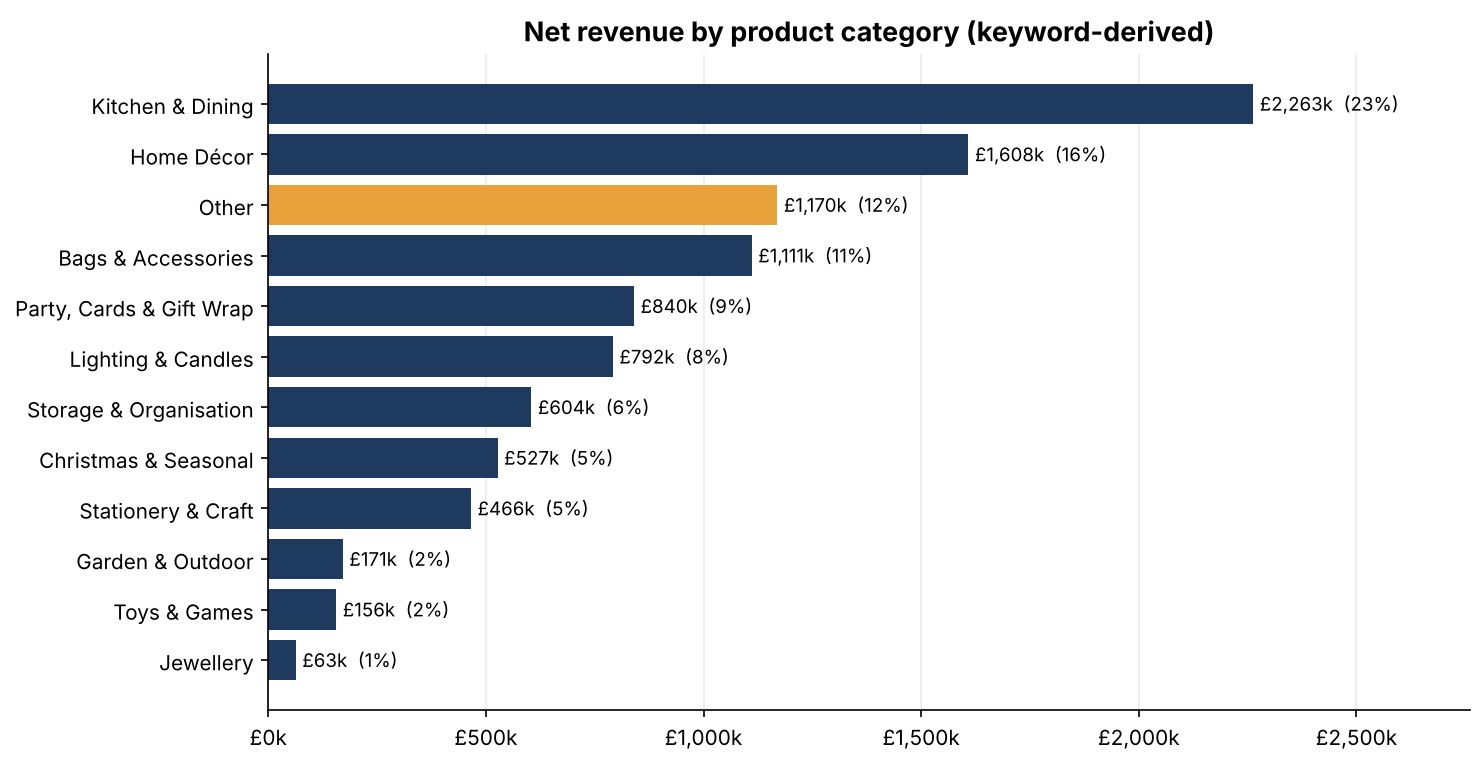 Net revenue by product category (keyword-derived)
Kitchen & Dining £2,263k (23%)
Home Décor £1,608k (16%)
Other £1,170k (12%)
Bags & Accessories £1,111k (11%)
Party, Cards & Gift Wrap £840k (9%)
Lighting & Candles £792k (8%)
Storage & Organisation £604k (6%)
Christmas & Seasonal £527k (5%)
Stationery & Craft £466k (5%)
Garden & Outdoor £171k (2%)
Toys & Games £156k (2%)
Jewellery £63k (1%)
£0k £500k £1,000k £1,500k £2,000k £2,500k